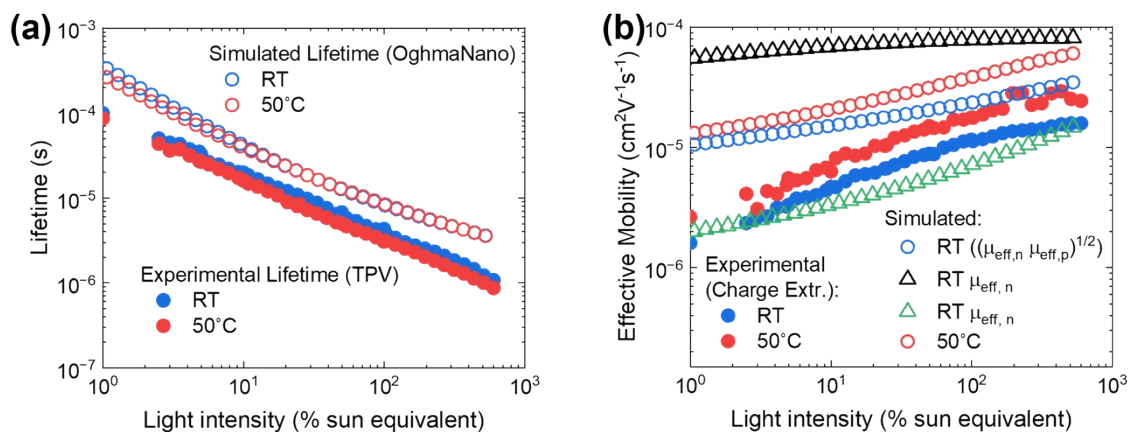 (a)
Lifetime (s)
10⁻³
10⁻⁴
10⁻⁵
10⁻⁶
10⁻⁷
Simulated Lifetime (OghmaNano)
RT
50°C
Experimental Lifetime (TPV)
RT
50°C
10⁰ 10¹ 10² 10³
Light intensity (% sun equivalent)
(b)
Effective Mobility (cm²V⁻¹s⁻¹)
10⁻⁴
10⁻⁵
10⁻⁶
Experimental
(Charge Extr.):
RT
50°C
Simulated:
RT ((μeff,n μeff,p)¹/²)
RT μeff, n
RT μeff, n
50°C
10⁰ 10¹ 10² 10³
Light intensity (% sun equivalent)